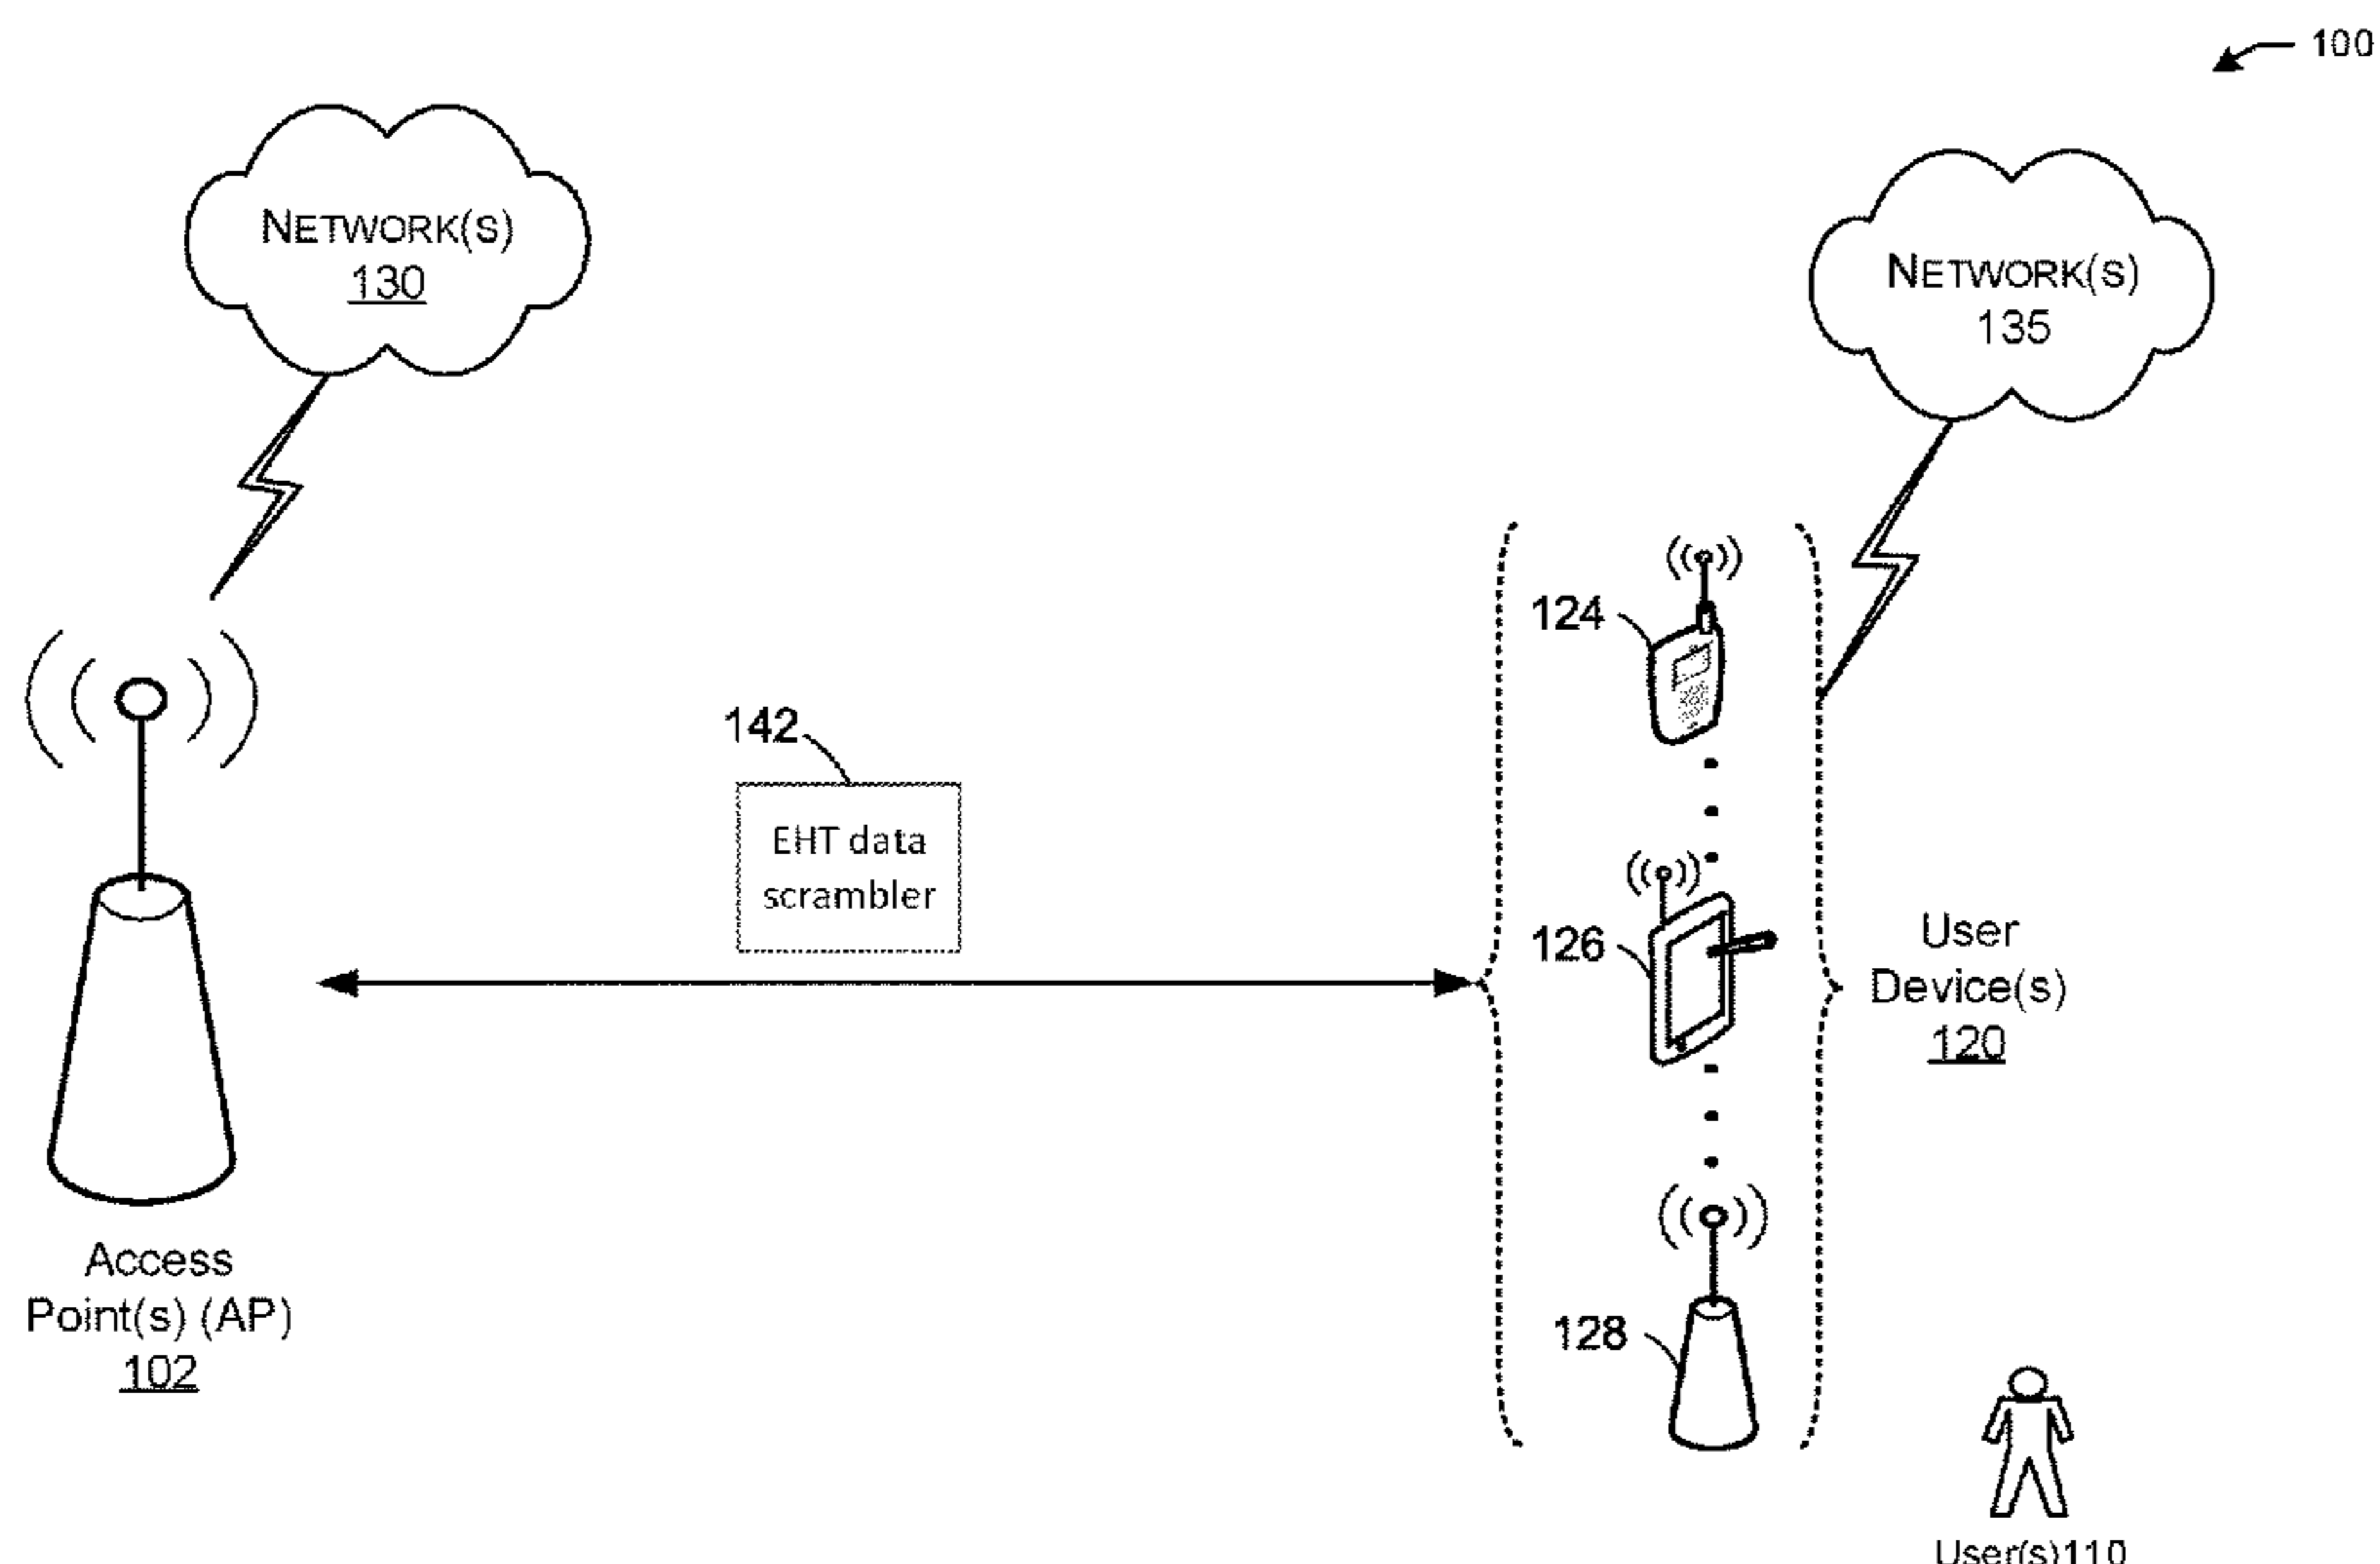 100
NETWORK(S)
130
NETWORK(S)
135
124
142
EHT data
scrambler
126
User
Device(s)
120
Access
Point(s) (AP)
102
128
User(s)110